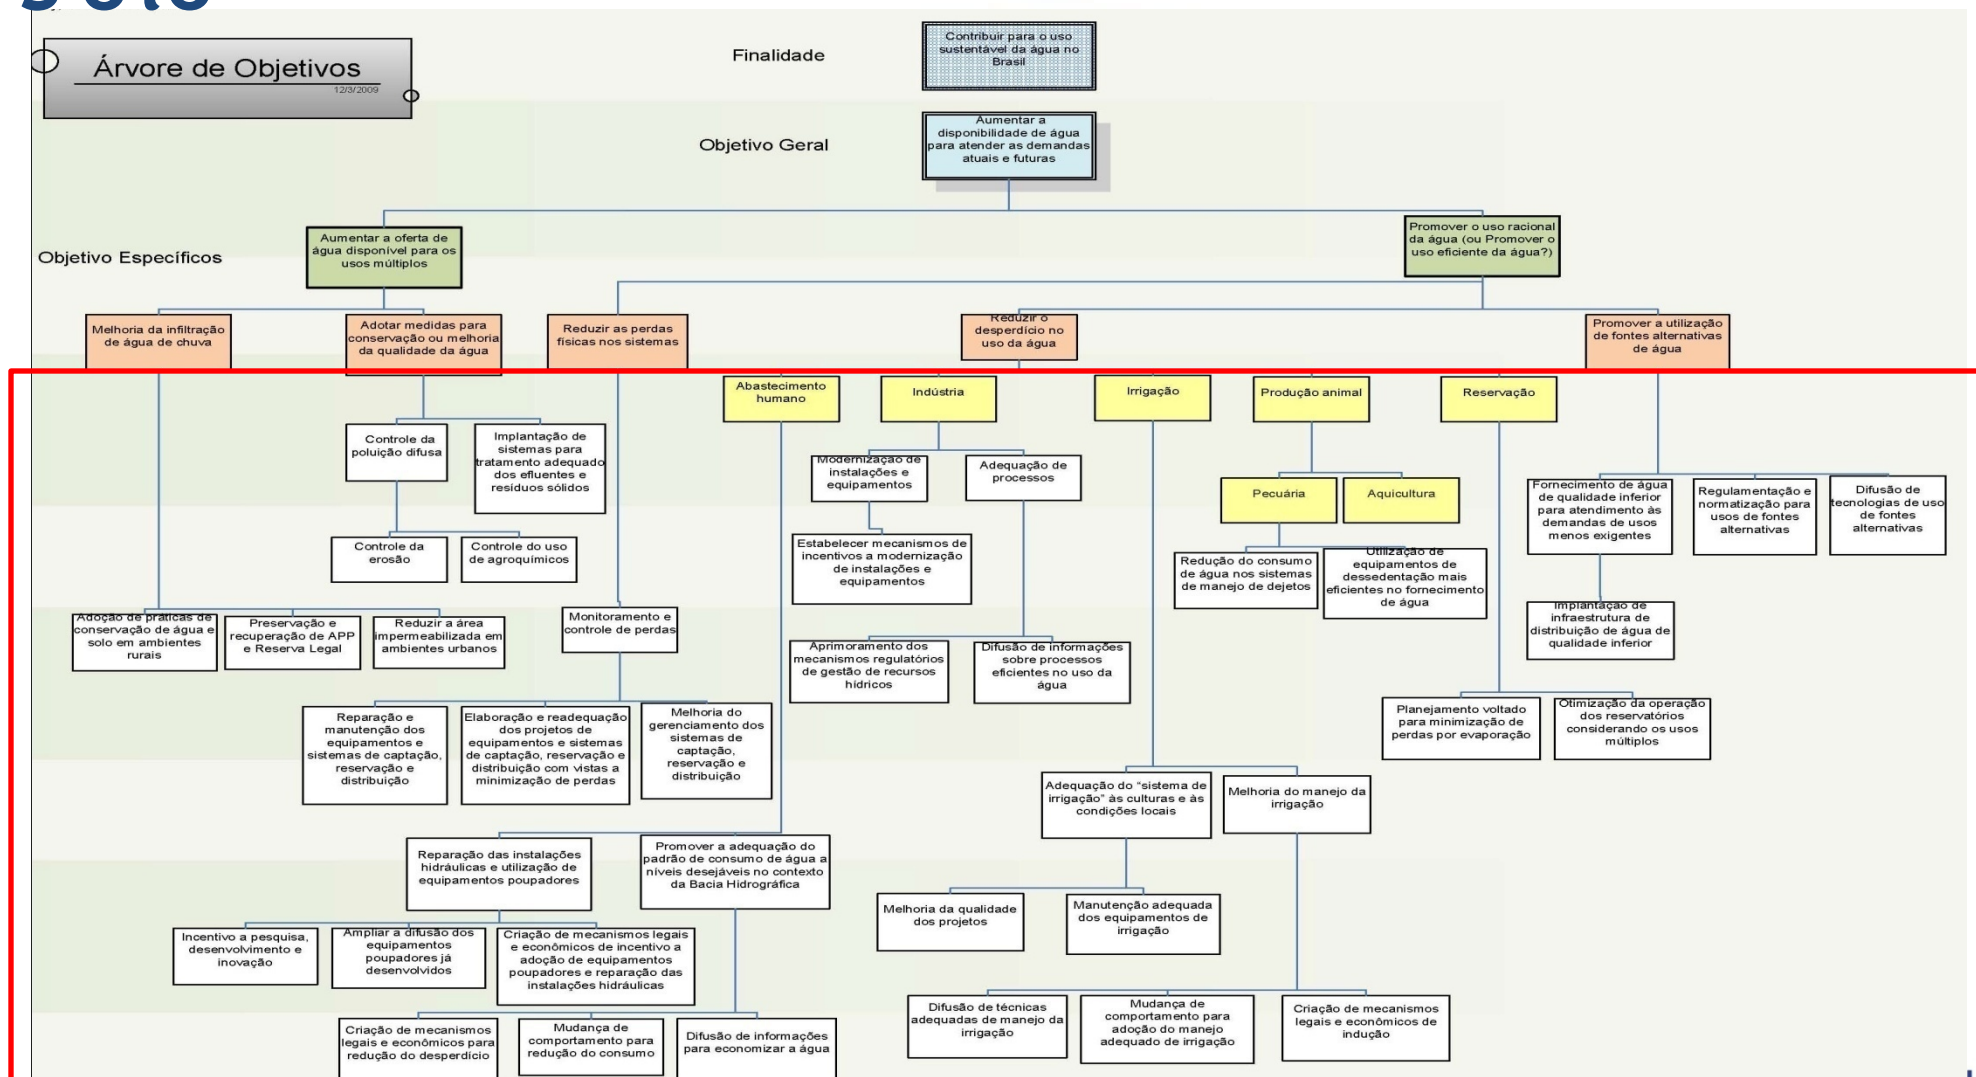 Árvore de Objetivos
12/3/2009
Finalidade
Contribuir para o uso
sustentável da água no
Brasil
Objetivo Geral
Aumentar a
disponibilidade de água
para atender as demandas
atuais e futuras
Objetivo Específicos
Aumentar a oferta de
água disponível para os
usos múltiplos
Promover o uso racional
da água (ou Promover o
uso eficiente da água?)
Melhoria da infiltração
de água de chuva
Adotar medidas para
conservação ou melhoria
da qualidade da água
Reduzir as perdas
físicas nos sistemas
Reduzir o
desperdício no
uso da água
Promover a utilização
de fontes alternativas
de água
Abastecimento
humano
Indústria
Irrigação
Produção animal
Reservação
Controle da
poluição difusa
Implantação de
sistemas para
tratamento adequado
dos efluentes e
resíduos sólidos
Modernização de
instalações e
equipamentos
Adequação de
processos
Pecuária
Aquicultura
Fornecimento de água
de qualidade inferior
para atendimento às
demandas de usos
menos exigentes
Regulamentação e
normatização para
usos de fontes
alternativas
Difusão de
tecnologias de uso
de fontes
alternativas
Controle da
erosão
Controle do uso
de agroquímicos
Estabelecer mecanismos de
incentivos a modernização
de instalações e
equipamentos
Redução do consumo
de água nos sistemas
de manejo de dejetos
Utilização de
equipamentos de
dessedentação mais
eficientes no fornecimento
de água
Adoção de práticas de
conservação de água e
solo em ambientes
rurais
Preservação e
recuperação de APP
e Reserva Legal
Reduzir a área
impermeabilizada em
ambientes urbanos
Monitoramento e
controle de perdas
Aprimoramento dos
mecanismos regulatórios
de gestão de recursos
hídricos
Difusão de informações
sobre processos
eficientes no uso da
água
Implantação de
infraestrutura de
distribuição de água de
qualidade inferior
Reparação e
manutenção dos
equipamentos e
sistemas de captação,
reservação e
distribuição
Elaboração e readequação
dos projetos de
equipamentos e sistemas
de captação, reservação e
distribuição com vistas a
minimização de perdas
Melhoria do
gerenciamento dos
sistemas de
captação,
reservação e
distribuição
Planejamento voltado
para minimização de
perdas por evaporação
Otimização da operação
dos reservatórios
considerando os usos
múltiplos
Adequação do “sistema de
irrigação” às culturas e às
condições locais
Melhoria do manejo da
irrigação
Reparação das instalações
hidráulicas e utilização de
equipamentos poupadores
Promover a adequação do
padrão de consumo de água a
níveis desejáveis no contexto
da Bacia Hidrográfica
Melhoria da qualidade
dos projetos
Manutenção adequada
dos equipamentos de
irrigação
Incentivo a pesquisa,
desenvolvimento e
inovação
Ampliar a difusão dos
equipamentos
poupadores já
desenvolvidos
Criação de mecanismos legais
e econômicos de incentivo a
adoção de equipamentos
poupadores e reparação das
instalações hidráulicas
Difusão de técnicas
adequadas de manejo da
irrigação
Mudança de
comportamento para
adoção do manejo
adequado de irrigação
Criação de mecanismos
legais e econômicos de
indução
Criação de mecanismos
legais e econômicos para
redução do desperdício
Mudança de
comportamento para
redução do consumo
Difusão de informações
para economizar a água